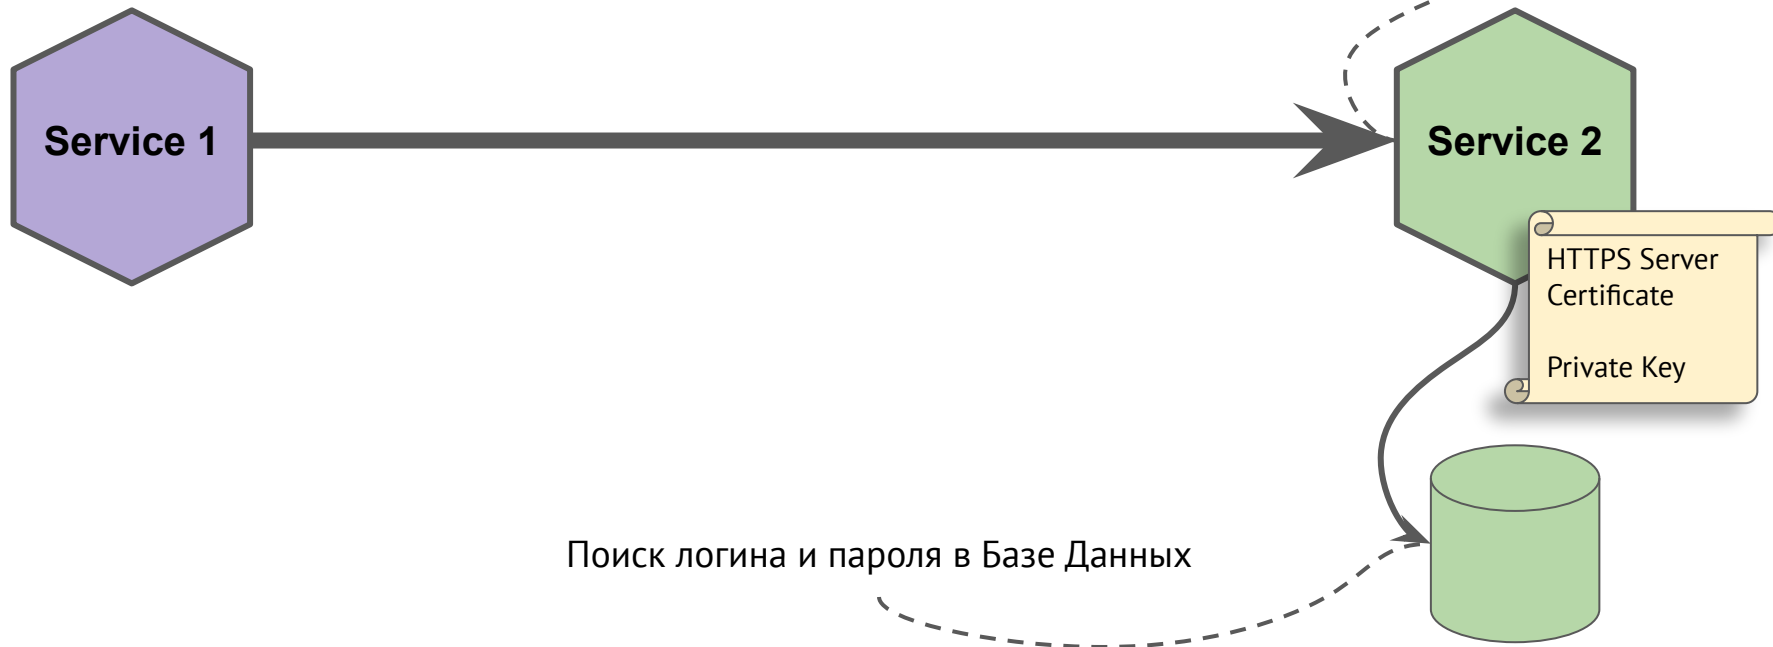 Service 1
Service 2
HTTPS Server
Certificate
Private Key
Поиск логина и пароля в Базе Данных